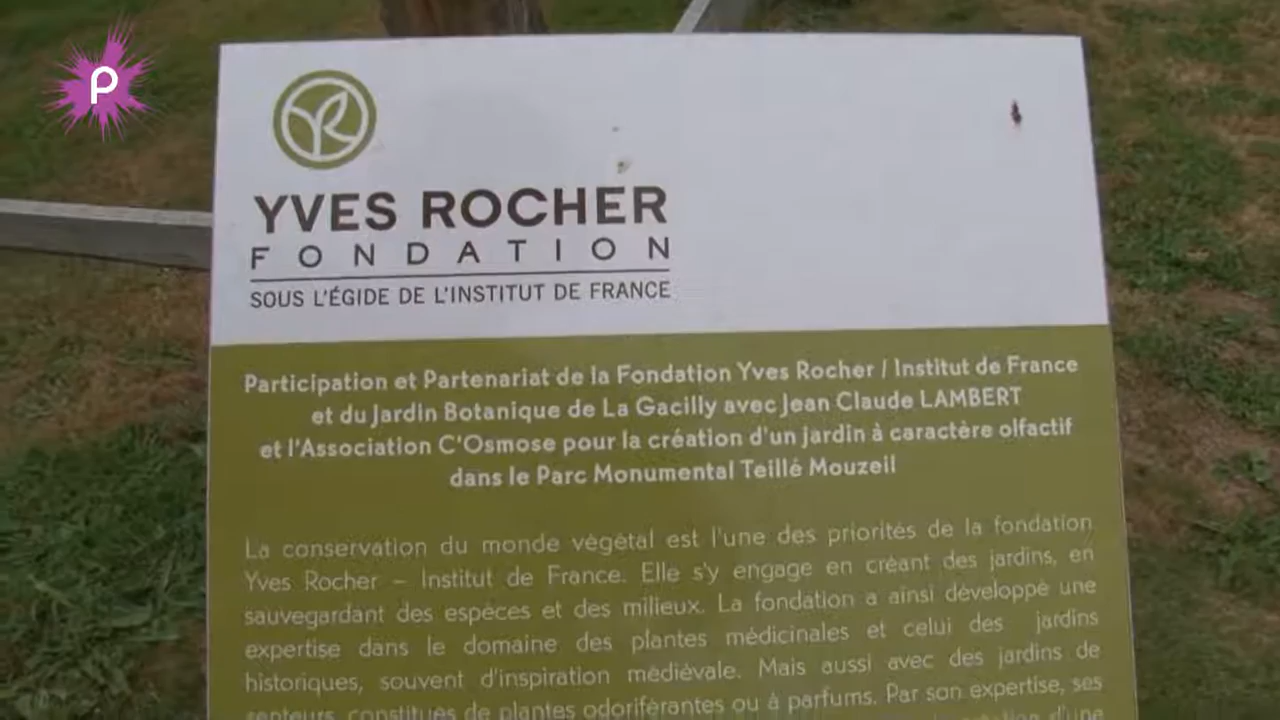 P
YVES ROCHER
FONDATION
SOUS L'ÉGIDE DE L'INSTITUT DE FRANCE
Participation et Partenariat de la Fondation Yves Rocher / Institut de France
et du Jardin Botanique de La Gacilly avec Jean Claude LAMBERT
et l'Association C'Osmose pour la création d'un jardin à caractère olfactif
dans le Parc Monumental Teillé Mouzeil
La conservation du monde végétal est l'une des priorités de la fondation
Yves Rocher – Institut de France. Elle s'y engage en créant des jardins, en
sauvegardant des espèces et des milieux. La fondation a ainsi développé une
expertise dans le domaine des plantes médicinales et celui des jardins
historiques, souvent d'inspiration médiévale. Mais aussi avec des jardins de
senteurs constitués de plantes odoriférantes ou à parfums. Par son expertise, ses
d'une